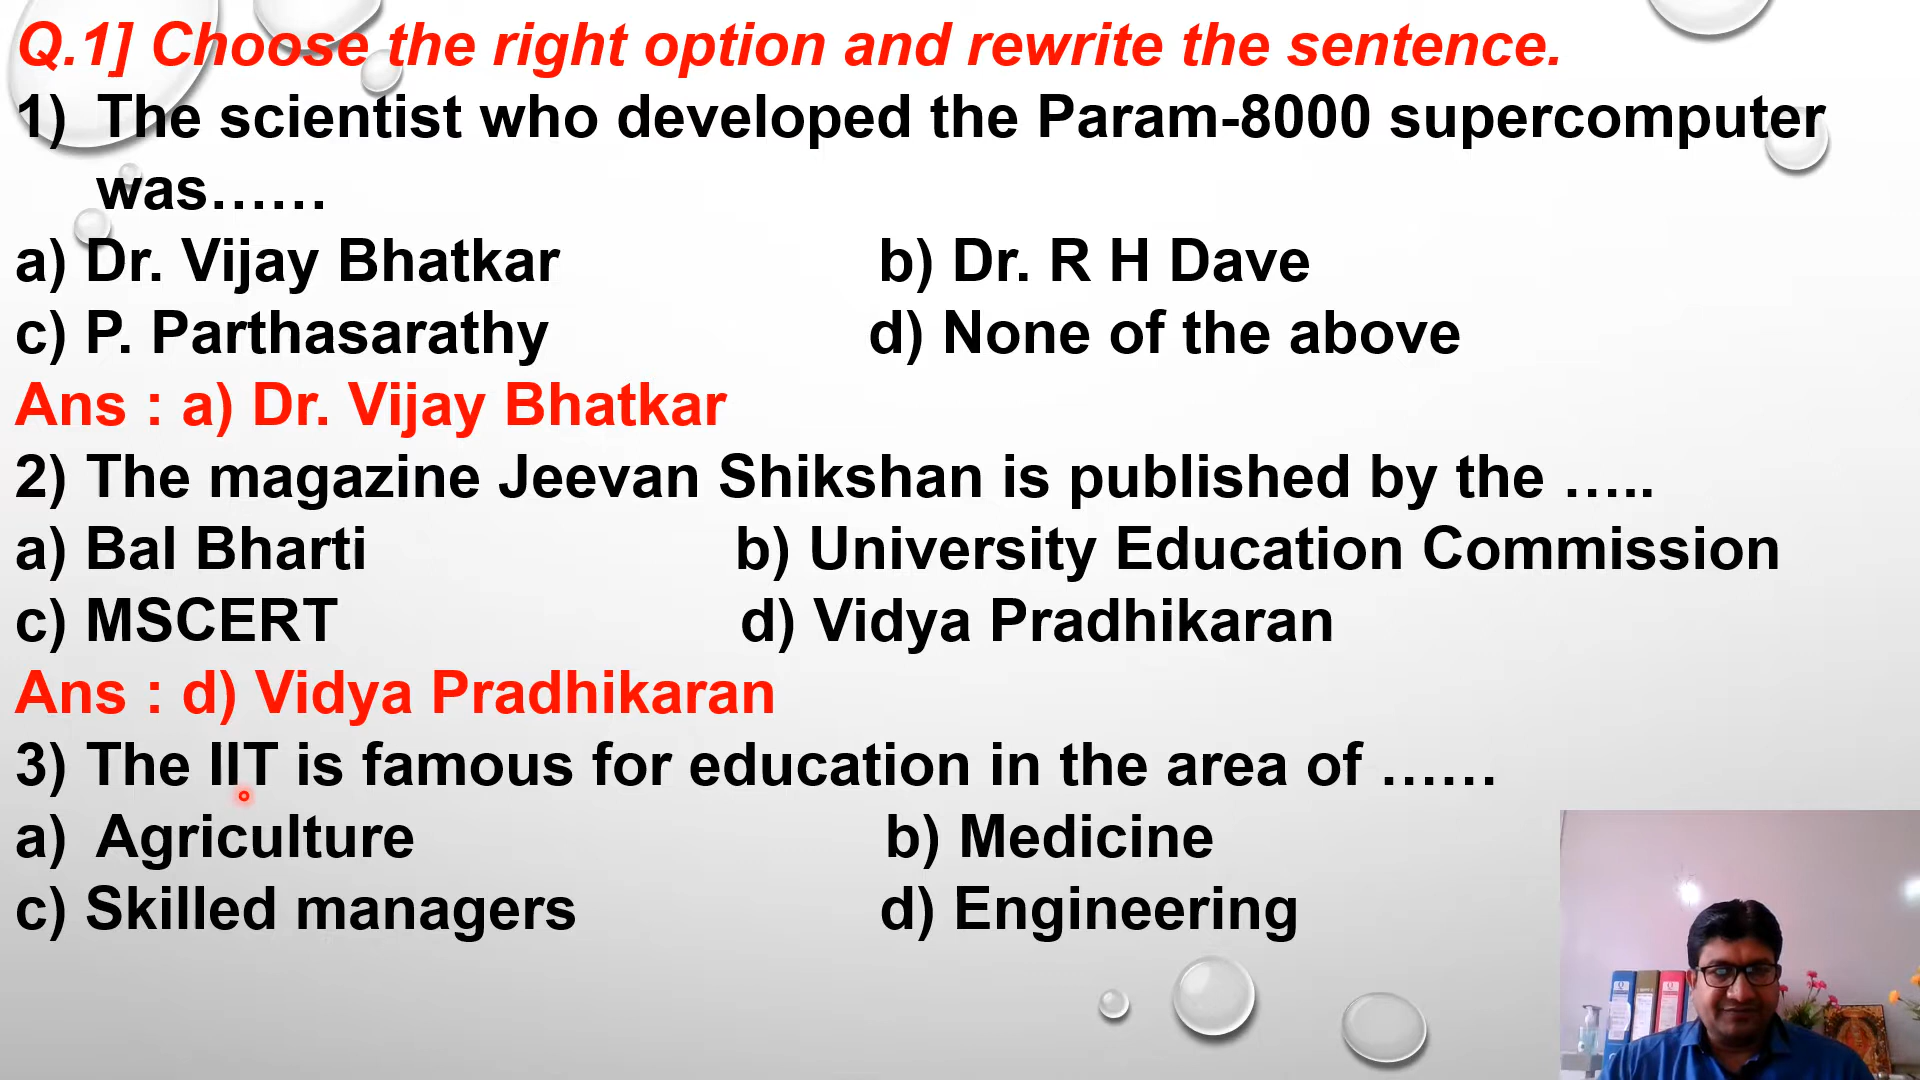 Q.1] Choose the right option and rewrite the sentence.
1) The scientist who developed the Param-8000 supercomputer
was......
a) Dr. Vijay Bhatkar b) Dr. R H Dave
c) P. Parthasarathy d) None of the above
Ans : a) Dr. Vijay Bhatkar
2) The magazine Jeevan Shikshan is published by the .....
a) Bal Bharti b) University Education Commission
c) MSCERT d) Vidya Pradhikaran
Ans : d) Vidya Pradhikaran
3) The IIT is famous for education in the area of ......
a) Agriculture b) Medicine
c) Skilled managers d) Engineering